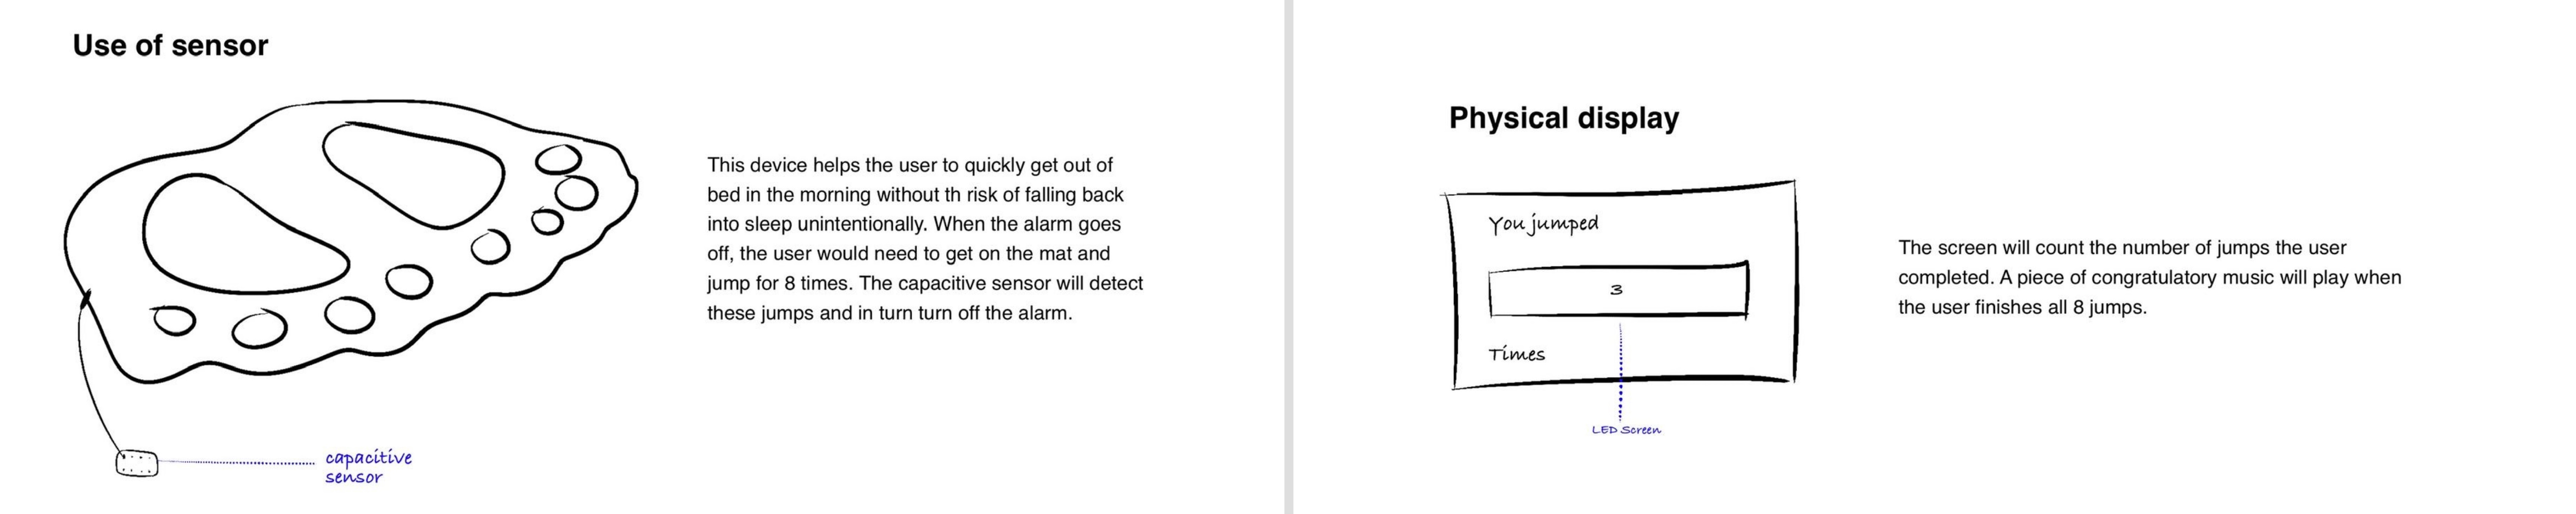 Use of sensor
This device helps the user to quickly get out of
bed in the morning without th risk of falling back
into sleep unintentionally. When the alarm goes
off, the user would need to get on the mat and
jump for 8 times. The capacitive sensor will detect
these jumps and in turn turn off the alarm.
capacitive
sensor
Physical display
You jumped
3
Times
LED Screen
The screen will count the number of jumps the user
completed. A piece of congratulatory music will play when
the user finishes all 8 jumps.